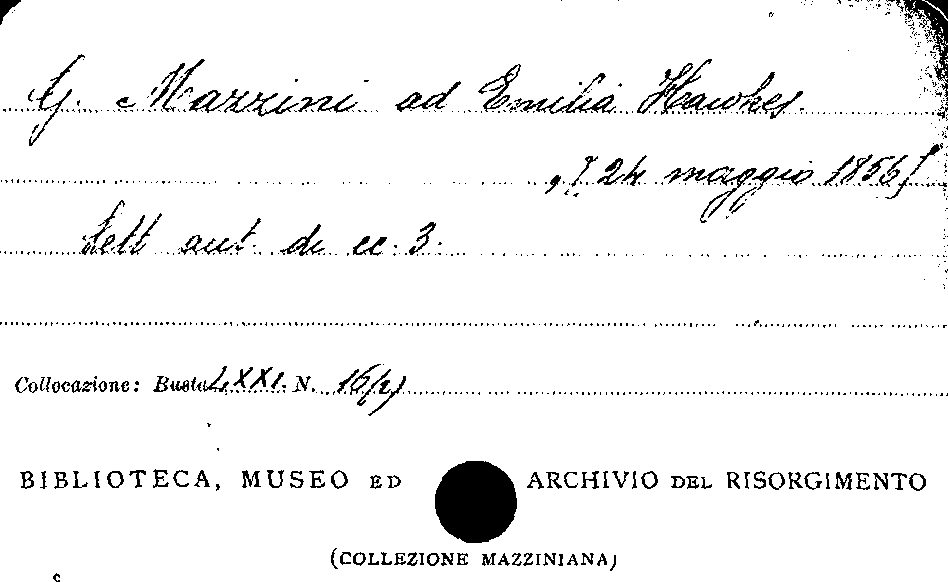 G. Mazzini ad Emilia Hawkes.
[24 maggio 1856]
Lett aut. di cc. 3.
Collocazione: Busta LXXI. N. 16(2)
BIBLIOTECA, MUSEO ED ARCHIVIO DEL RISORGIMENTO
(COLLEZIONE MAZZINIANA)